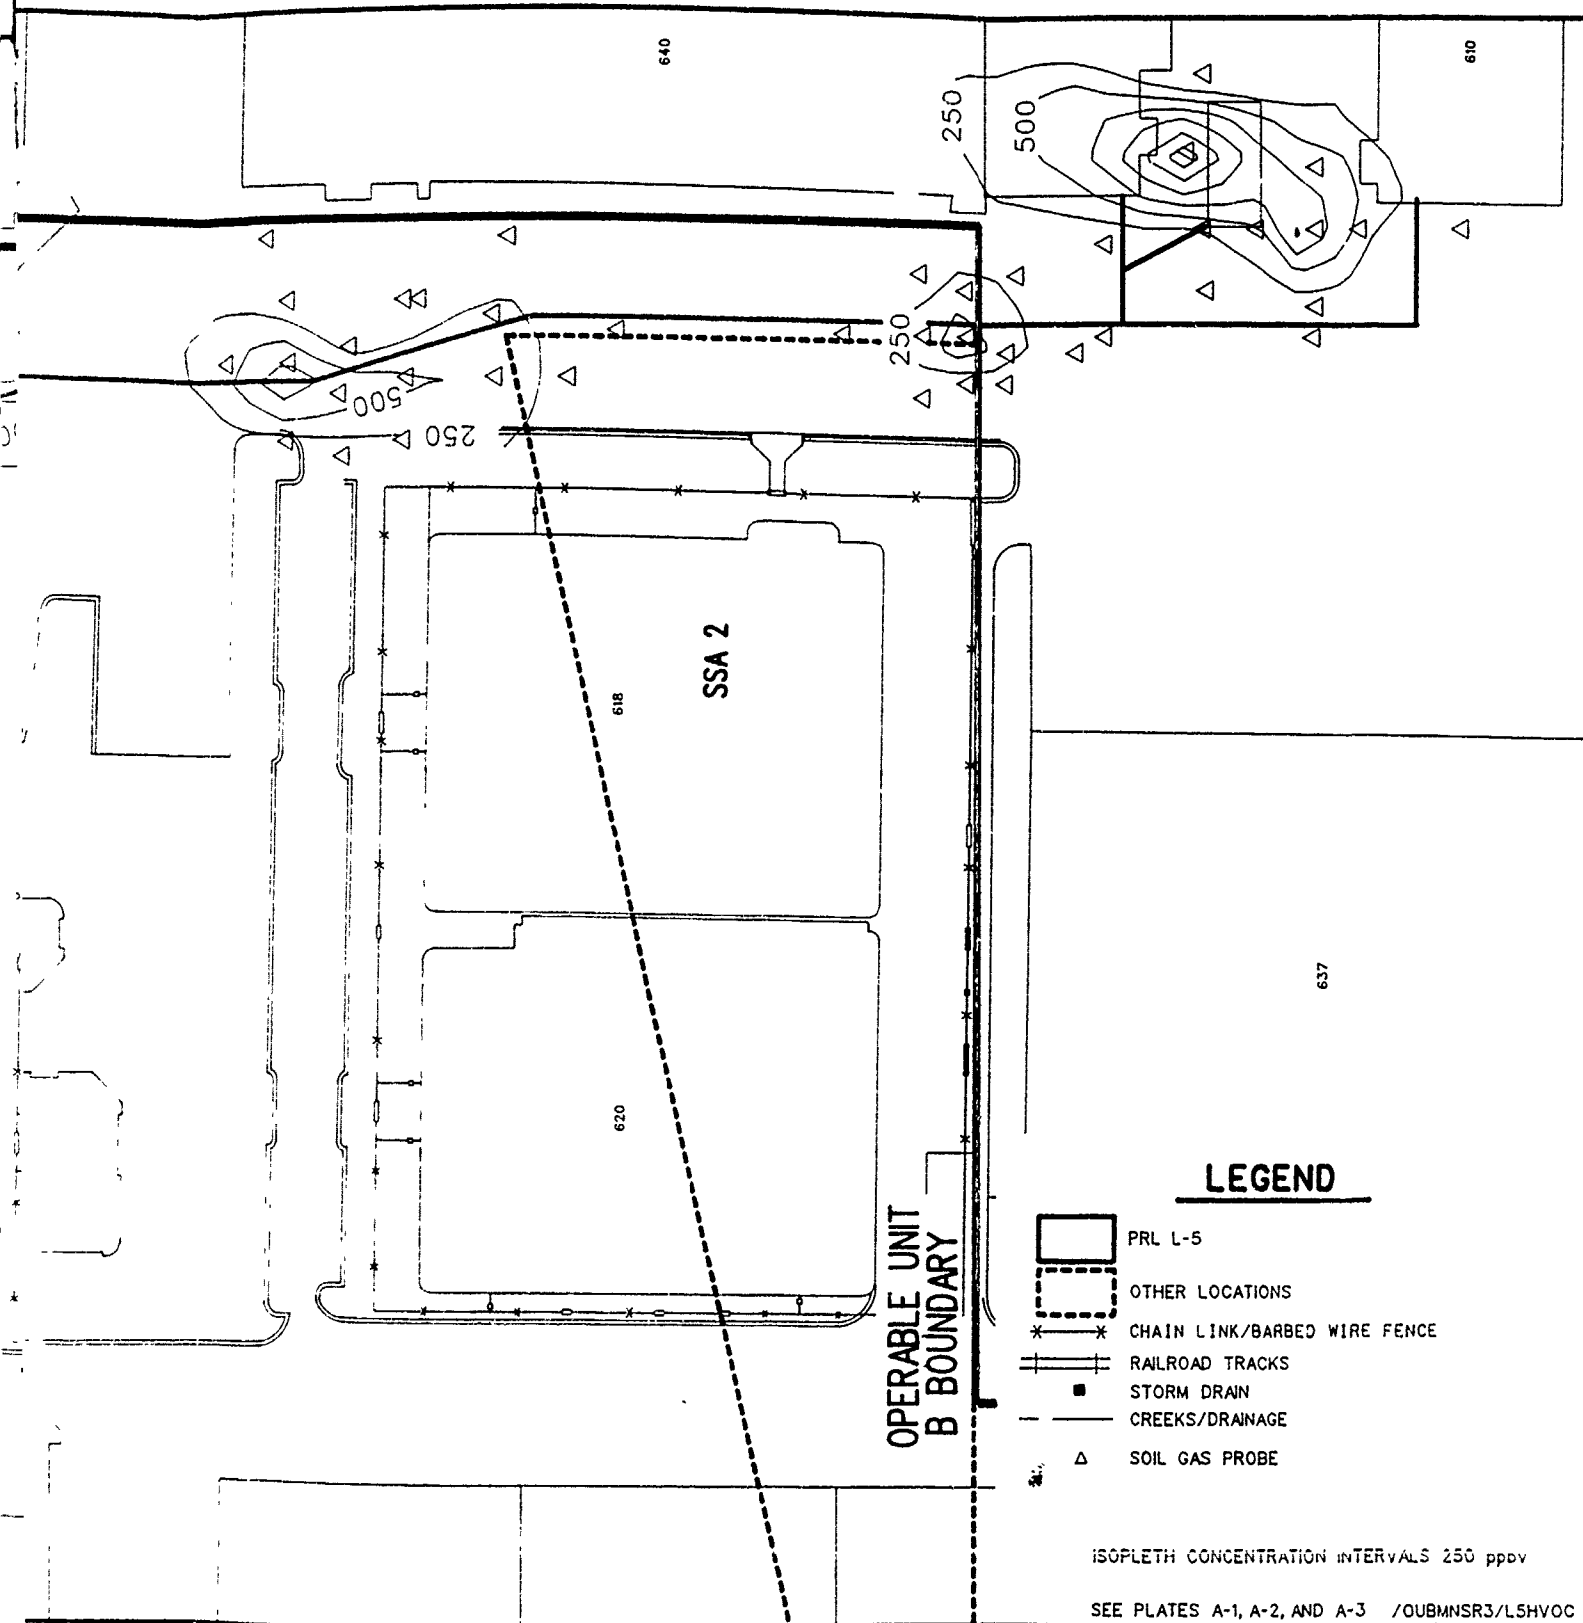 640
610
250
500
250
500
250
SSA 2
618
637
620
OPERABLE UNIT
B BOUNDARY
LEGEND
PRL L-5
OTHER LOCATIONS
CHAIN LINK/BARBED WIRE FENCE
RAILROAD TRACKS
STORM DRAIN
CREEKS/DRAINAGE
SOIL GAS PROBE
ISOPLETH CONCENTRATION INTERVALS 250 ppbv
SEE PLATES A-1, A-2, AND A-3 /OUBMNSR3/L5HVOC